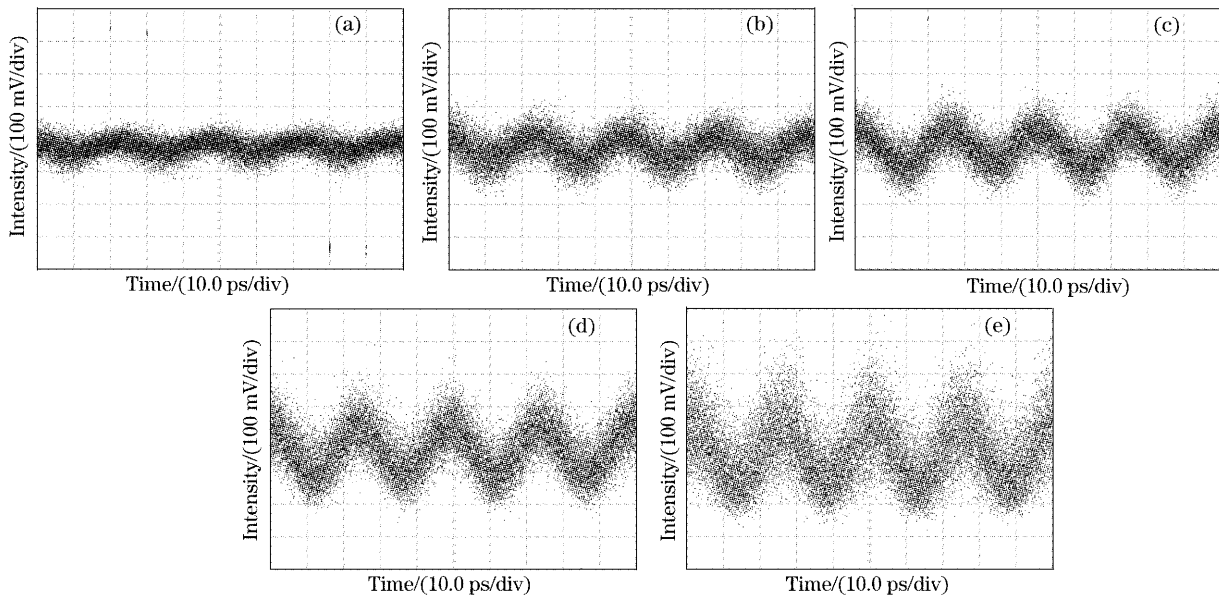 (a)
Intensity/(100 mV/div)
Time/(10.0 ps/div)
(b)
Intensity/(100 mV/div)
Time/(10.0 ps/div)
(c)
Intensity/(100 mV/div)
Time/(10.0 ps/div)
(d)
Intensity/(100 mV/div)
Time/(10.0 ps/div)
(e)
Intensity/(100 mV/div)
Time/(10.0 ps/div)